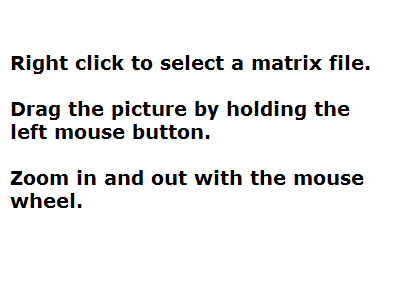 Right click to select a matrix file.
Drag the picture by holding the
left mouse button.
Zoom in and out with the mouse
wheel.